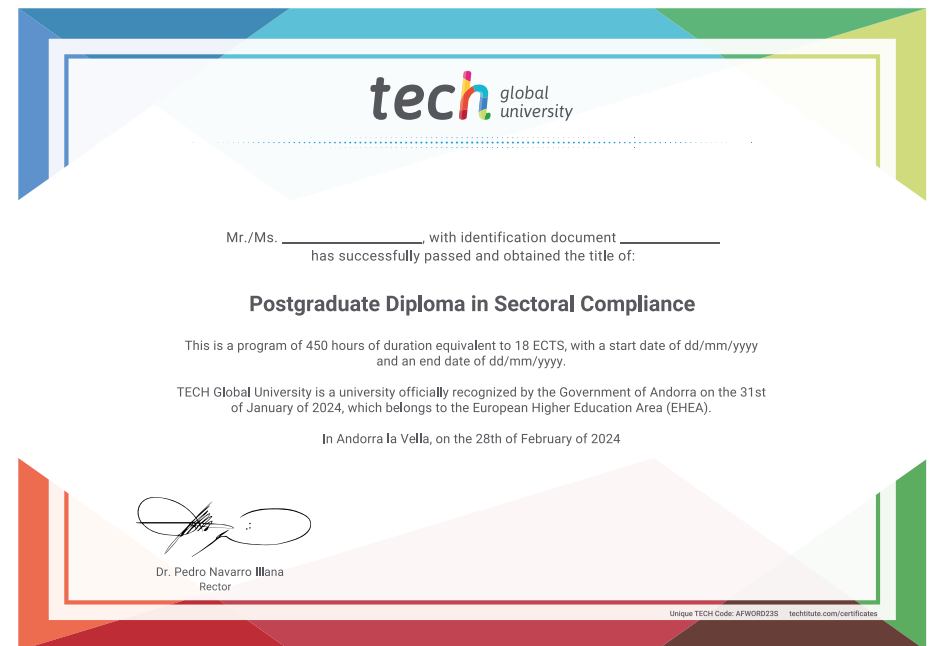 tech global university
Mr./Ms. ____________, with identification document ____________
has successfully passed and obtained the title of:
Postgraduate Diploma in Sectoral Compliance
This is a program of 450 hours of duration equivalent to 18 ECTS, with a start date of dd/mm/yyyy
and an end date of dd/mm/yyyy.
TECH Global University is a university officially recognized by the Government of Andorra on the 31st
of January of 2024, which belongs to the European Higher Education Area (EHEA).
In Andorra la Vella, on the 28th of February of 2024
Dr. Pedro Navarro Illana
Rector
Unique TECH Code: AFWORD23S techtitute.com/certificates